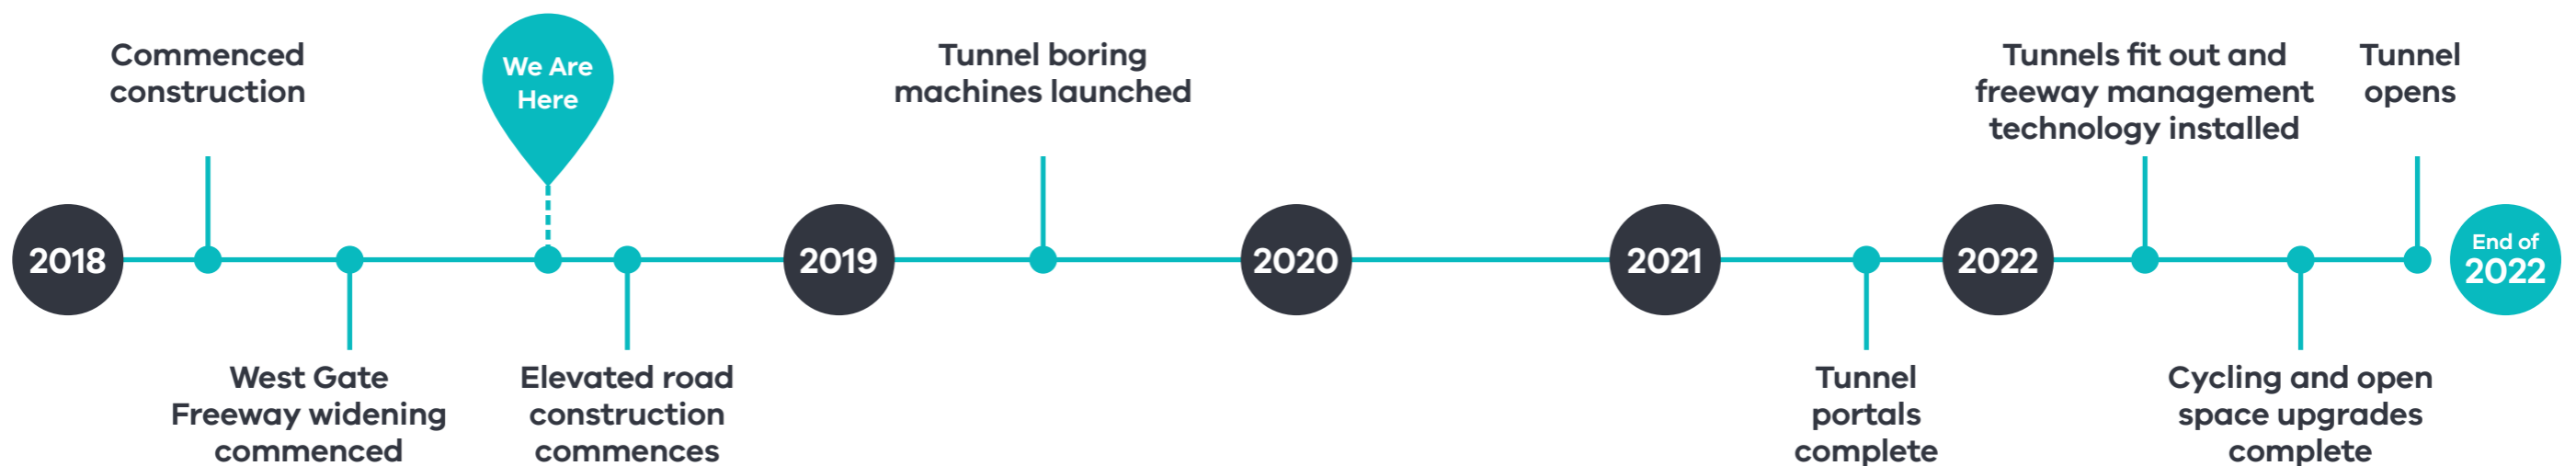 Commenced
construction
We Are
Here
Tunnel boring
machines launched
Tunnels fit out and
freeway management
technology installed
Tunnel
opens
2018
2019
2020
2021
2022
End of
2022
West Gate
Freeway widening
commenced
Elevated road
construction
commences
Tunnel
portals
complete
Cycling and open
space upgrades
complete